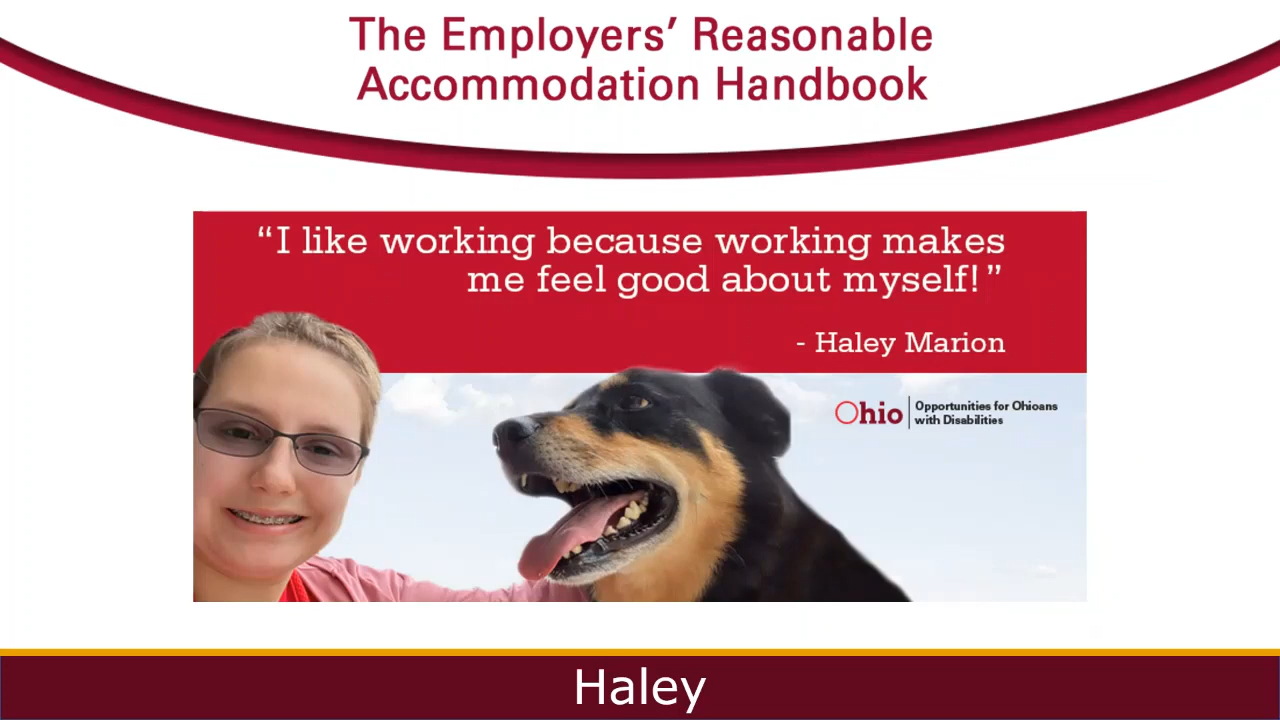 The Employers’ Reasonable
Accommodation Handbook
“I like working because working makes
me feel good about myself!”
- Haley Marion
Ohio
Opportunities for Ohioans
with Disabilities
Haley